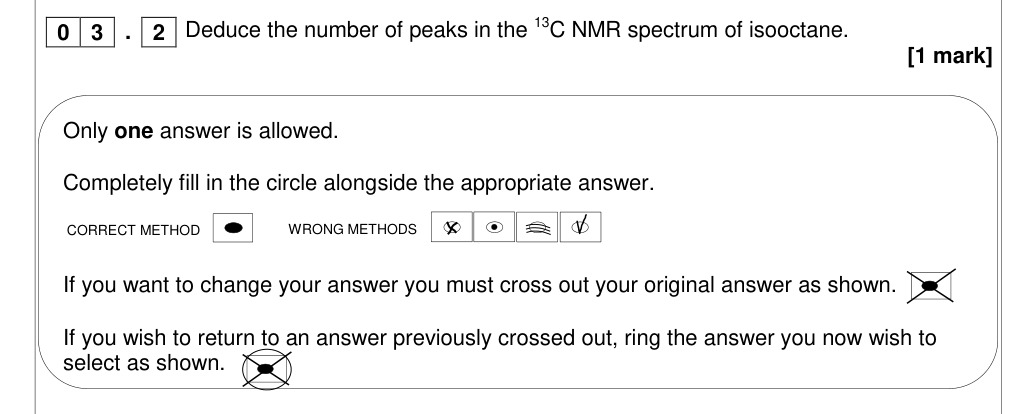 0 3 . 2 Deduce the number of peaks in the ¹³C NMR spectrum of isooctane.
[1 mark]
Only one answer is allowed.
Completely fill in the circle alongside the appropriate answer.
CORRECT METHOD WRONG METHODS
If you want to change your answer you must cross out your original answer as shown.
If you wish to return to an answer previously crossed out, ring the answer you now wish to
select as shown.